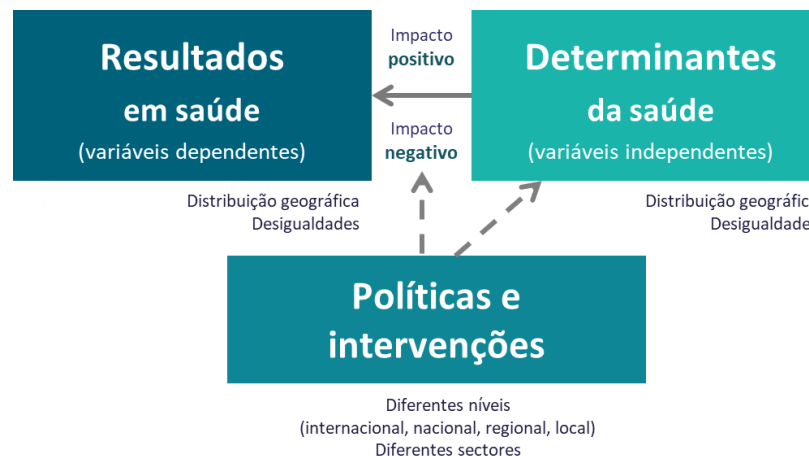 Resultados
em saúde
(variáveis dependentes)
Impacto
positivo
Impacto
negativo
Determinantes
da saúde
(variáveis independentes)
Distribuição geográfica
Desigualdades
Distribuição geográfic
Desigualdade
Políticas e
intervenções
Diferentes níveis
(internacional, nacional, regional, local)
Diferentes sectores